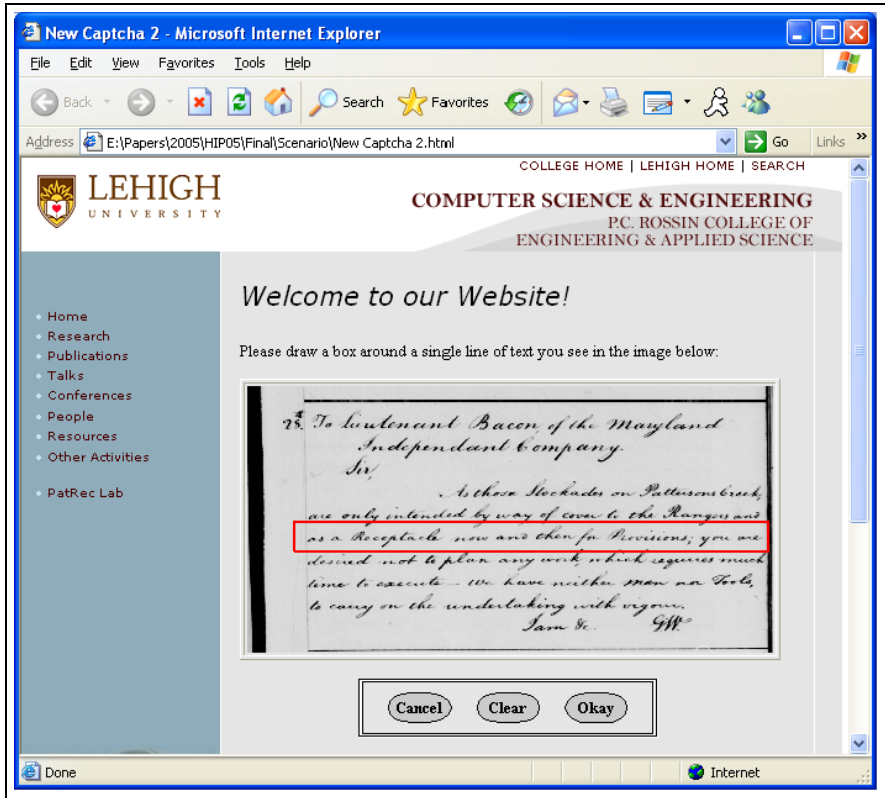 New Captcha 2 - Microsoft Internet Explorer
File Edit View Favorites Tools Help
Back Search Favorites
Address E:\Papers\2005\HIP05\Final\Scenario\New Captcha 2.html Go Links »
COLLEGE HOME | LEHIGH HOME | SEARCH
LEHIGH
UNIVERSITY
COMPUTER SCIENCE & ENGINEERING
P.C. ROSSIN COLLEGE OF
ENGINEERING & APPLIED SCIENCE
Home
Research
Publications
Talks
Conferences
People
Resources
Other Activities
PatRec Lab
Welcome to our Website!
Please draw a box around a single line of text you see in the image below:
28th. To Lieutenant Bacon, of the Maryland
Independant Company.
Sir,
As those Stockades on Pattersons Creek,
are only intended by way of cover to the Rangers and
as a Receptacle now and then for Provisions; you are
desired not to plan any work, which requires much
time to execute – We have neither Men nor Tools,
to carry on the undertaking with vigour.
I am &c. GW.
Cancel Clear Okay
Done Internet